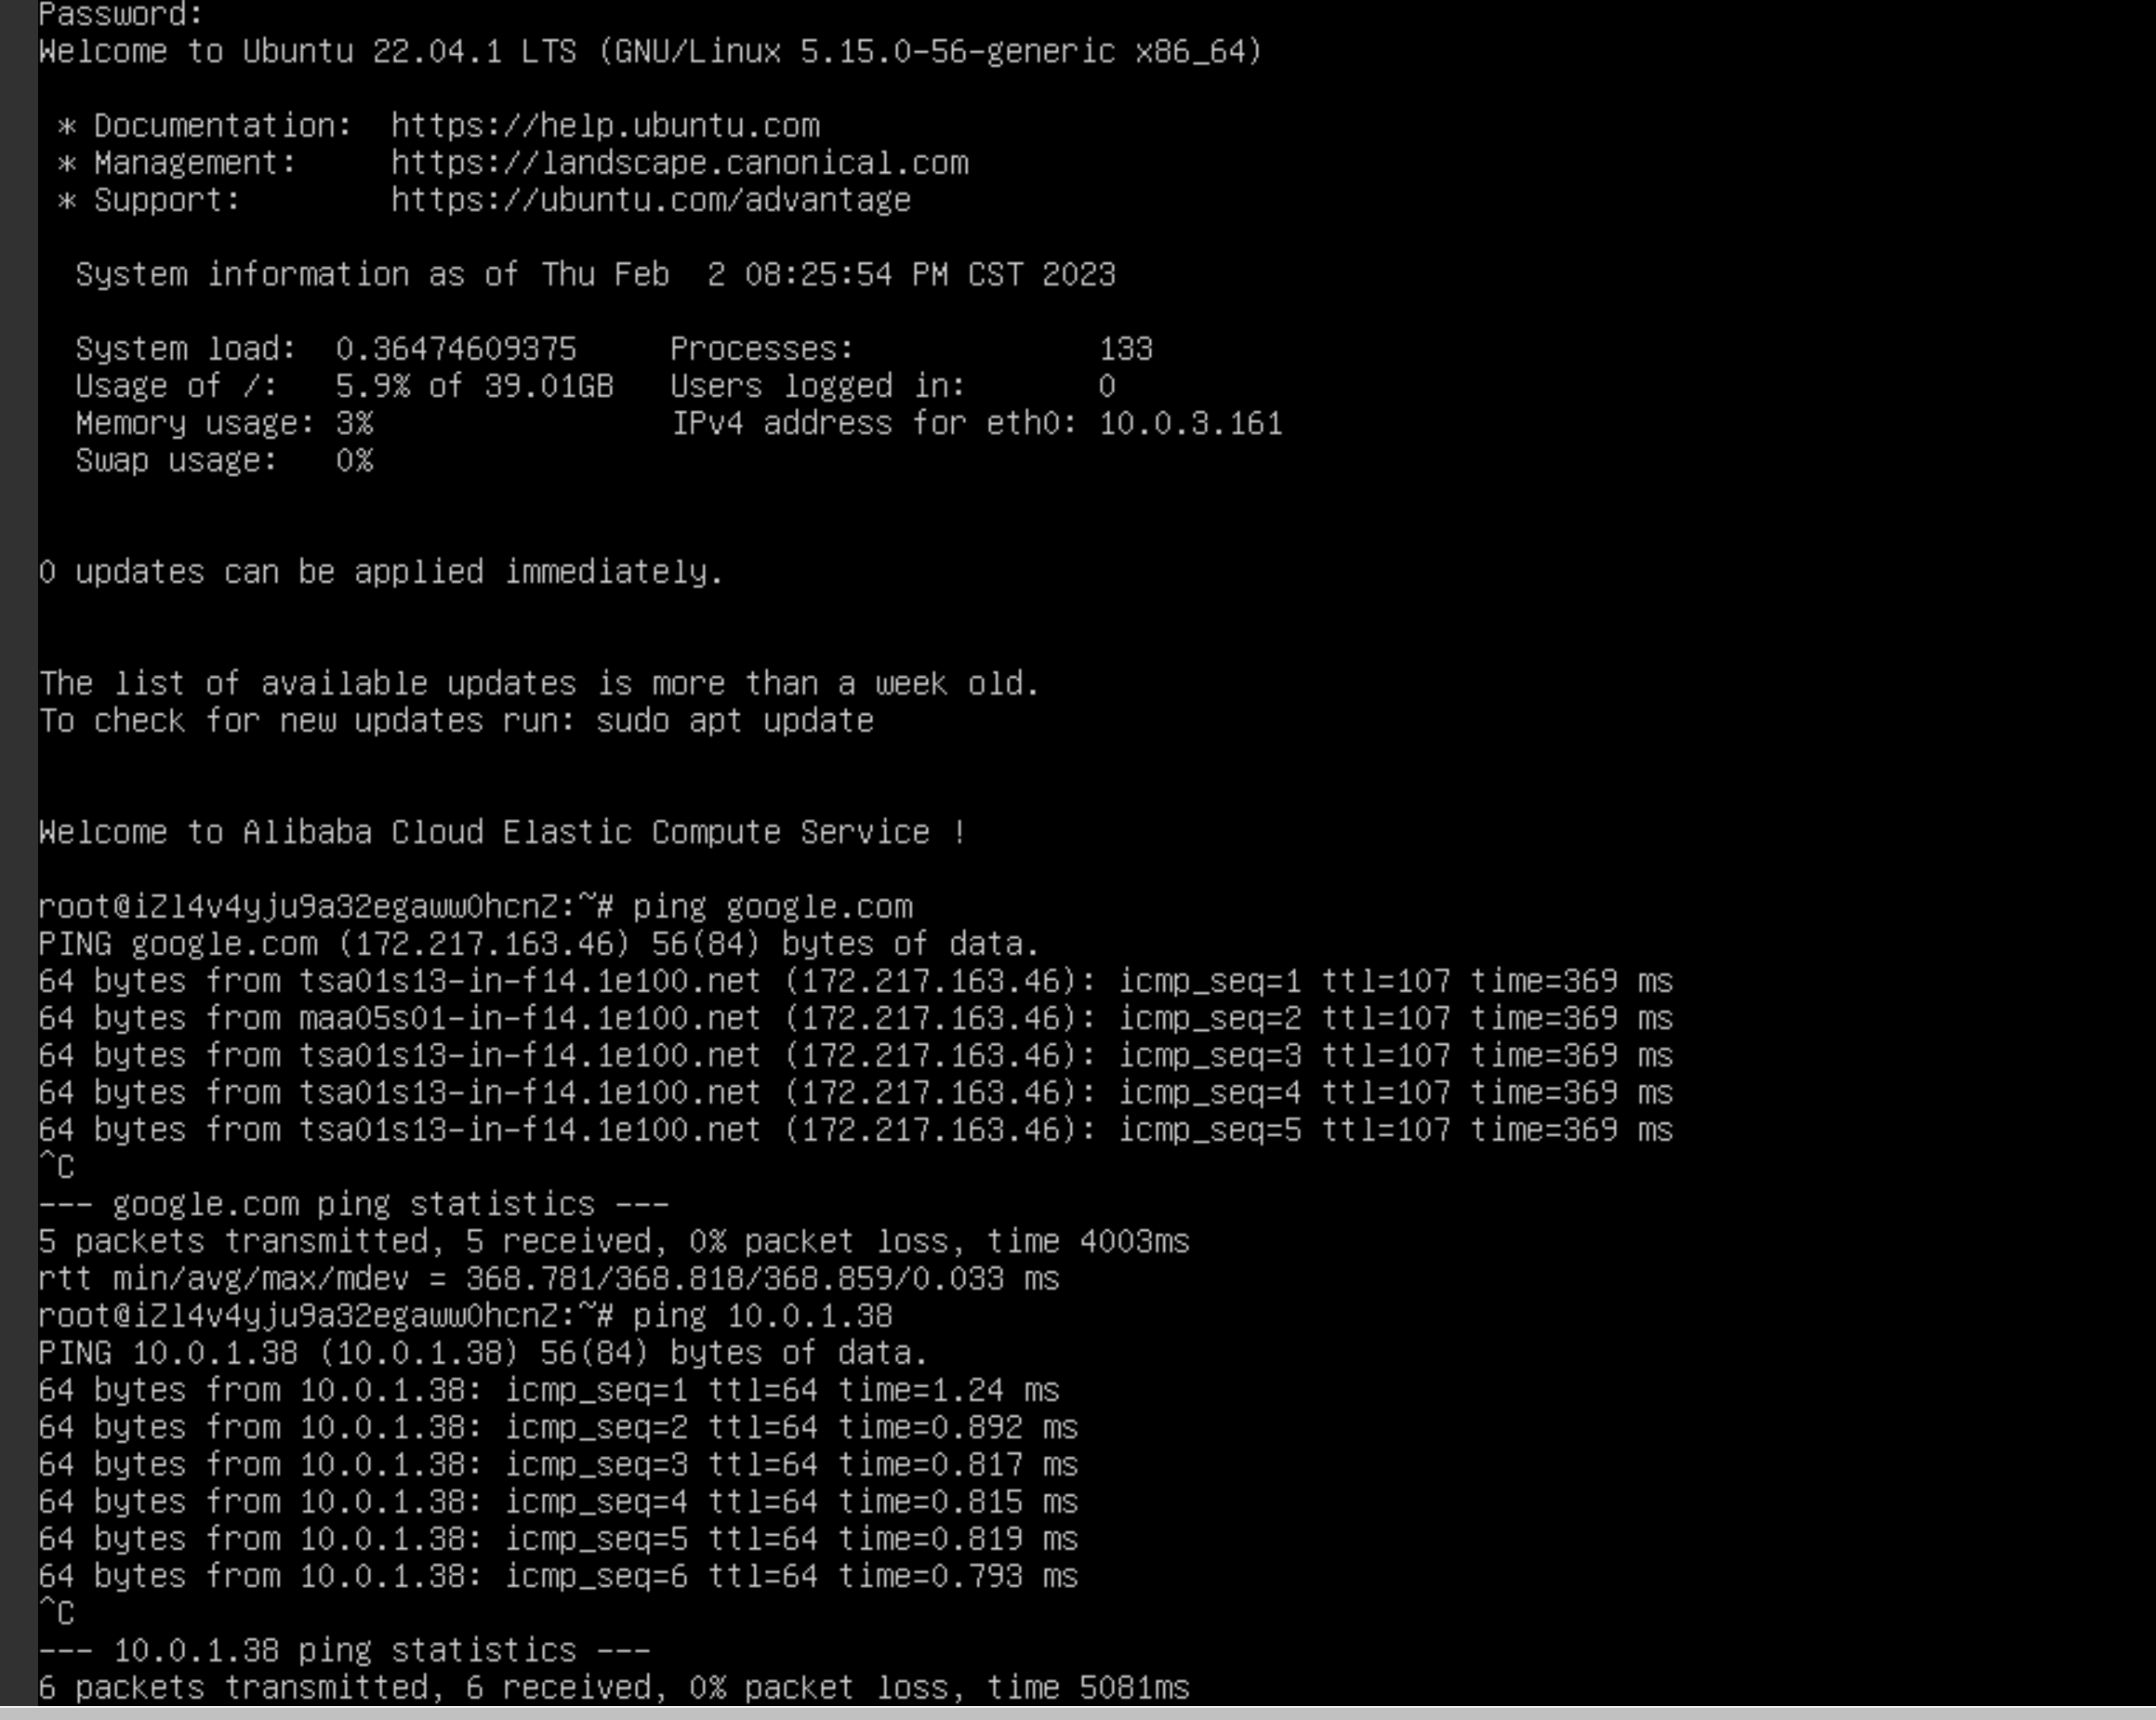 Password:
Welcome to Ubuntu 22.04.1 LTS (GNU/Linux 5.15.0-56-generic x86_64)
* Documentation: https://help.ubuntu.com
* Management: https://landscape.canonical.com
* Support: https://ubuntu.com/advantage
System information as of Thu Feb 2 08:25:54 PM CST 2023
System load: 0.36474609375 Processes: 133
Usage of /: 5.9% of 39.01GB Users logged in: 0
Memory usage: 3% IPv4 address for eth0: 10.0.3.161
Swap usage: 0%
0 updates can be applied immediately.
The list of available updates is more than a week old.
To check for new updates run: sudo apt update
Welcome to Alibaba Cloud Elastic Compute Service !
root@iZl4v4yju9a32egaww0hcnZ:~# ping google.com
PING google.com (172.217.163.46) 56(84) bytes of data.
64 bytes from tsa01s13-in-f14.1e100.net (172.217.163.46): icmp_seq=1 ttl=107 time=369 ms
64 bytes from maa05s01-in-f14.1e100.net (172.217.163.46): icmp_seq=2 ttl=107 time=369 ms
64 bytes from tsa01s13-in-f14.1e100.net (172.217.163.46): icmp_seq=3 ttl=107 time=369 ms
64 bytes from tsa01s13-in-f14.1e100.net (172.217.163.46): icmp_seq=4 ttl=107 time=369 ms
64 bytes from tsa01s13-in-f14.1e100.net (172.217.163.46): icmp_seq=5 ttl=107 time=369 ms
^C
--- google.com ping statistics ---
5 packets transmitted, 5 received, 0% packet loss, time 4003ms
rtt min/avg/max/mdev = 368.781/368.818/368.859/0.033 ms
root@iZl4v4yju9a32egaww0hcnZ:~# ping 10.0.1.38
PING 10.0.1.38 (10.0.1.38) 56(84) bytes of data.
64 bytes from 10.0.1.38: icmp_seq=1 ttl=64 time=1.24 ms
64 bytes from 10.0.1.38: icmp_seq=2 ttl=64 time=0.892 ms
64 bytes from 10.0.1.38: icmp_seq=3 ttl=64 time=0.817 ms
64 bytes from 10.0.1.38: icmp_seq=4 ttl=64 time=0.815 ms
64 bytes from 10.0.1.38: icmp_seq=5 ttl=64 time=0.819 ms
64 bytes from 10.0.1.38: icmp_seq=6 ttl=64 time=0.793 ms
^C
--- 10.0.1.38 ping statistics ---
6 packets transmitted, 6 received, 0% packet loss, time 5081ms